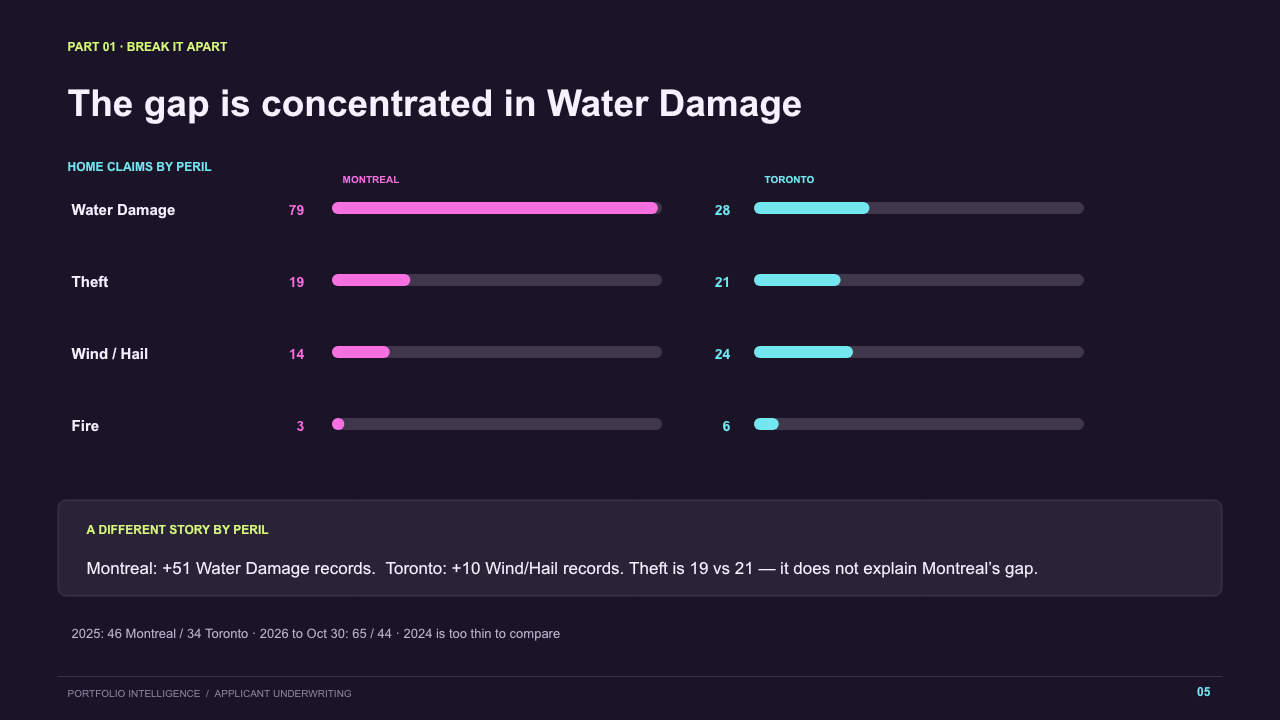 PART 01 · BREAK IT APART
The gap is concentrated in Water Damage
HOME CLAIMS BY PERIL
MONTREAL TORONTO
Water Damage 79 28
Theft 19 21
Wind / Hail 14 24
Fire 3 6
A DIFFERENT STORY BY PERIL
Montreal: +51 Water Damage records.  Toronto: +10 Wind/Hail records. Theft is 19 vs 21 — it does not explain Montreal’s gap.
2025: 46 Montreal / 34 Toronto · 2026 to Oct 30: 65 / 44 · 2024 is too thin to compare
PORTFOLIO INTELLIGENCE / APPLICANT UNDERWRITING 05